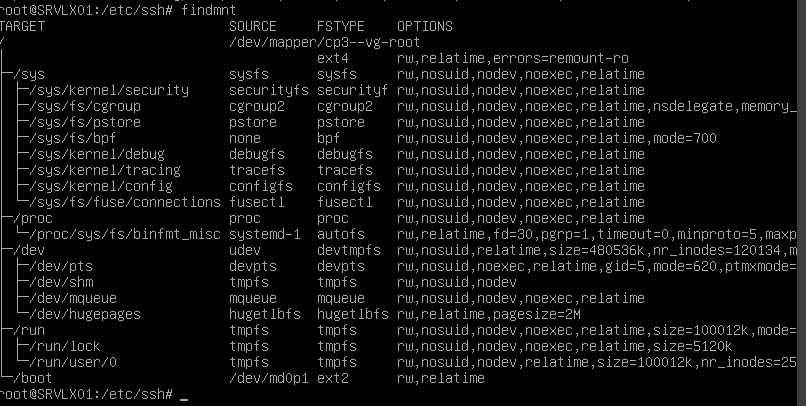 root@SRVLX01:/etc/ssh# findmnt
TARGET                        SOURCE     FSTYPE     OPTIONS
/                             /dev/mapper/cp3--vg-root
│                                        ext4       rw,relatime,errors=remount-ro
├─/sys                        sysfs      sysfs      rw,nosuid,nodev,noexec,relatime
│ ├─/sys/kernel/security      securityfs securityf  rw,nosuid,nodev,noexec,relatime
│ ├─/sys/fs/cgroup            cgroup2    cgroup2    rw,nosuid,nodev,noexec,relatime,nsdelegate,memory_
│ ├─/sys/fs/pstore            pstore     pstore     rw,nosuid,nodev,noexec,relatime
│ ├─/sys/fs/bpf               none       bpf        rw,nosuid,nodev,noexec,relatime,mode=700
│ ├─/sys/kernel/debug         debugfs    debugfs    rw,nosuid,nodev,noexec,relatime
│ ├─/sys/kernel/tracing       tracefs    tracefs    rw,nosuid,nodev,noexec,relatime
│ ├─/sys/kernel/config        configfs   configfs   rw,nosuid,nodev,noexec,relatime
│ └─/sys/fs/fuse/connections  fusectl    fusectl    rw,nosuid,nodev,noexec,relatime
├─/proc                       proc       proc       rw,nosuid,nodev,noexec,relatime
│ └─/proc/sys/fs/binfmt_misc  systemd-1  autofs     rw,relatime,fd=30,pgrp=1,timeout=0,minproto=5,maxp
├─/dev                        udev       devtmpfs   rw,nosuid,relatime,size=480536k,nr_inodes=120134,m
│ ├─/dev/pts                  devpts     devpts     rw,nosuid,noexec,relatime,gid=5,mode=620,ptmxmode=
│ ├─/dev/shm                  tmpfs      tmpfs      rw,nosuid,nodev
│ ├─/dev/mqueue               mqueue     mqueue     rw,nosuid,nodev,noexec,relatime
│ └─/dev/hugepages            hugetlbfs  hugetlbfs  rw,relatime,pagesize=2M
├─/run                        tmpfs      tmpfs      rw,nosuid,nodev,noexec,relatime,size=100012k,mode=
│ ├─/run/lock                 tmpfs      tmpfs      rw,nosuid,nodev,noexec,relatime,size=5120k
│ └─/run/user/0               tmpfs      tmpfs      rw,nosuid,nodev,relatime,size=100012k,nr_inodes=25
└─/boot                       /dev/md0p1 ext2       rw,relatime
root@SRVLX01:/etc/ssh# _